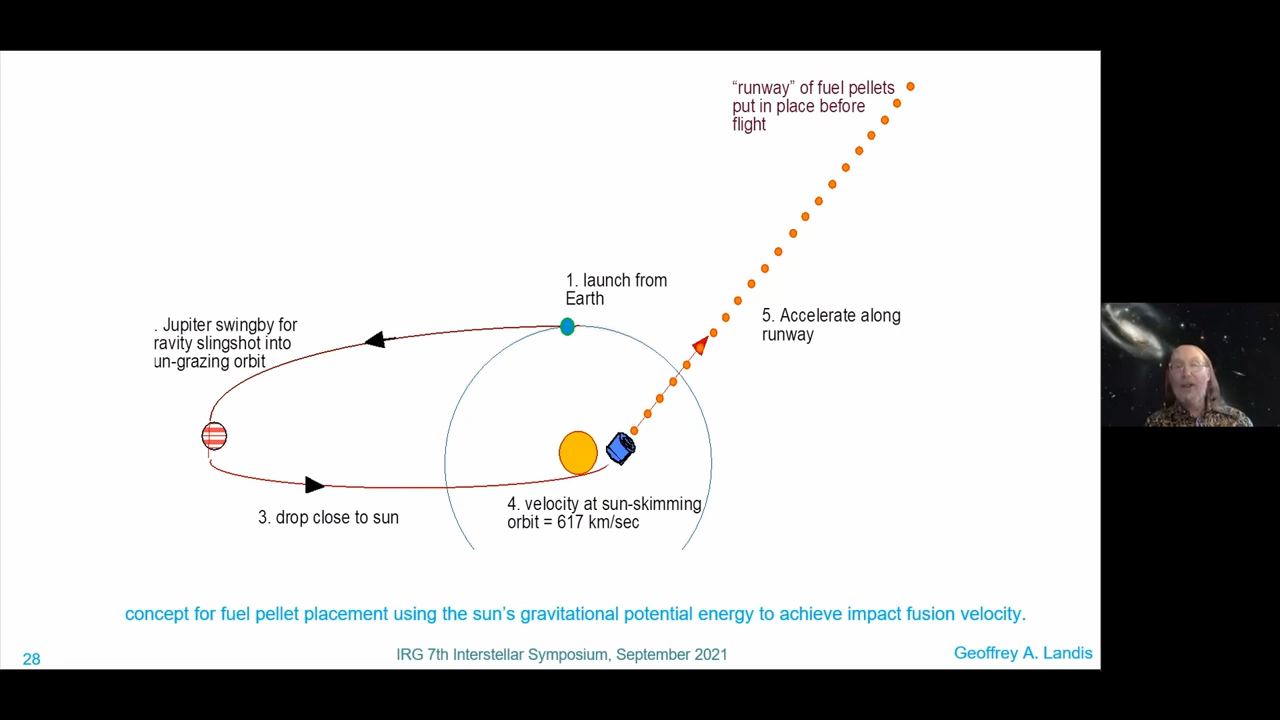 “runway” of fuel pellets
put in place before
flight
1. launch from
Earth
. Jupiter swingby for
ravity slingshot into
un-grazing orbit
5. Accelerate along
runway
3. drop close to sun
4. velocity at sun-skimming
orbit = 617 km/sec
concept for fuel pellet placement using the sun’s gravitational potential energy to achieve impact fusion velocity.
28
IRG 7th Interstellar Symposium, September 2021
Geoffrey A. Landis